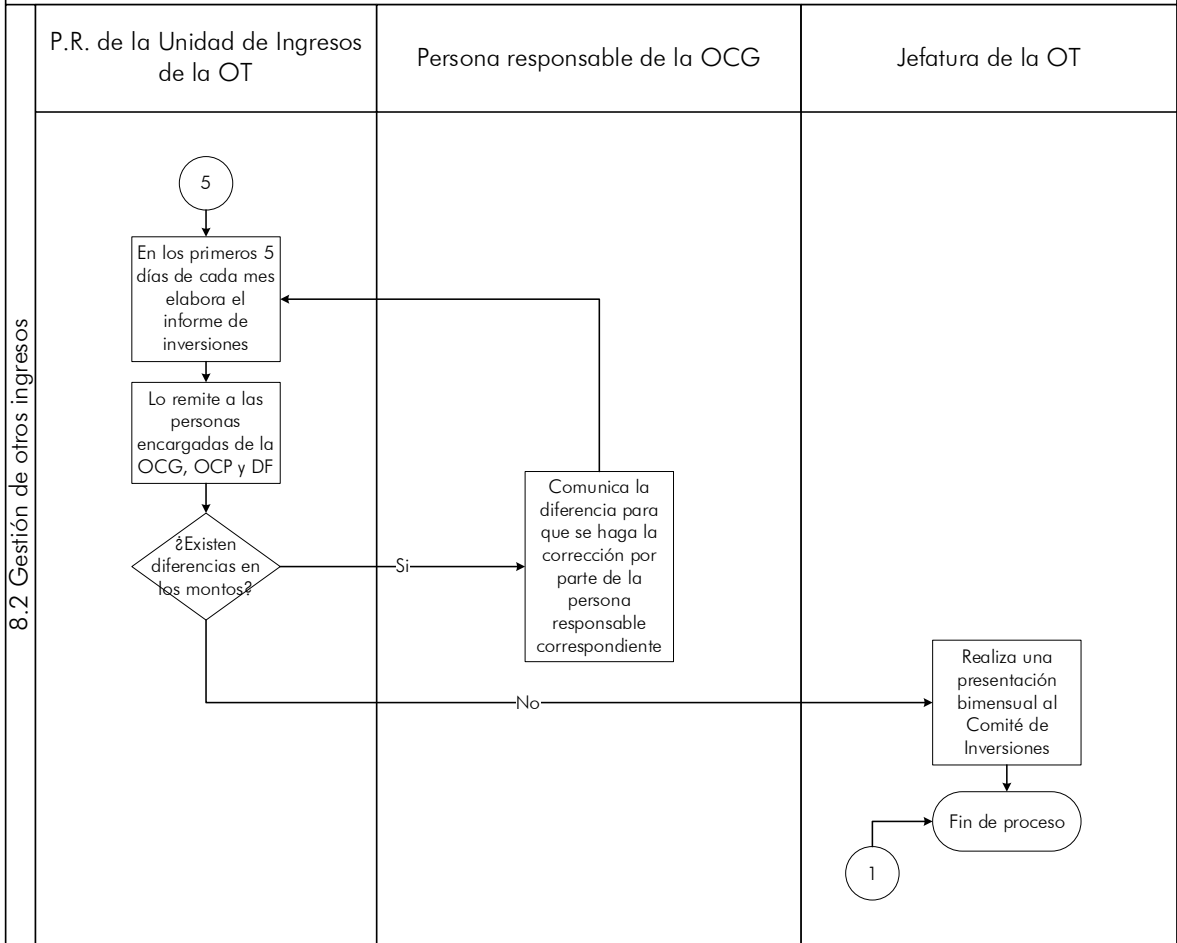 8.2 Gestión de otros ingresos
P.R. de la Unidad de Ingresos
de la OT
Persona responsable de la OCG
Jefatura de la OT
5
En los primeros 5
días de cada mes
elabora el
informe de
inversiones
Lo remite a las
personas
encargadas de la
OCG, OCP y DF
¿Existen
diferencias en
los montos?
Si
Comunica la
diferencia para
que se haga la
corrección por
parte de la
persona
responsable
correspondiente
No
Realiza una
presentación
bimensual al
Comité de
Inversiones
Fin de proceso
1